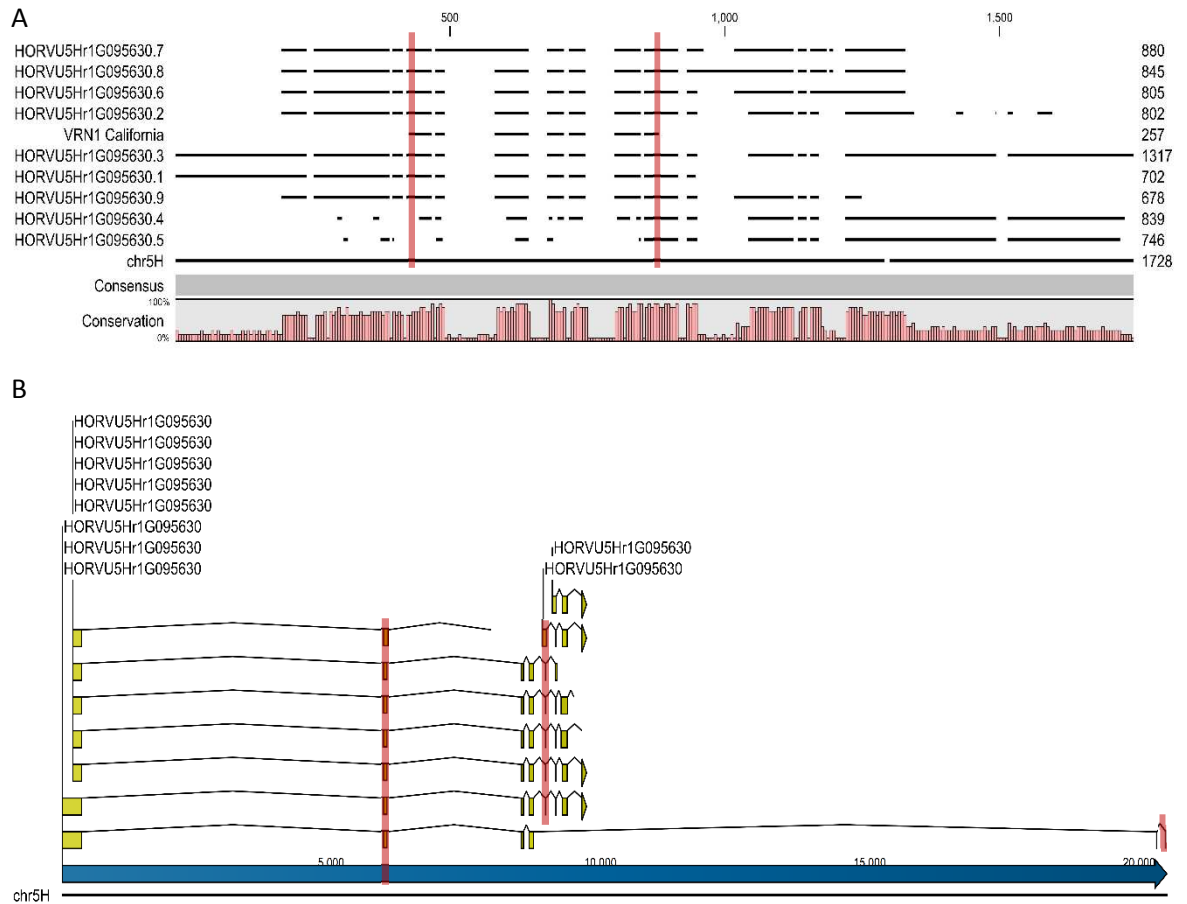 A
500 1,000 1.500
HORVU5Hr1G095630.7 880
HORVU5Hr1G095630.8 845
HORVU5Hr1G095630.6 805
HORVU5Hr1G095630.2 802
VRN1 California 257
HORVU5Hr1G095630.3 1317
HORVU5Hr1G095630.1 702
HORVU5Hr1G095630.9 678
HORVU5Hr1G095630.4 839
HORVU5Hr1G095630.5 746
chr5H 1728
Consensus
100%
Conservation
0%
B
HORVU5Hr1G095630
HORVU5Hr1G095630
HORVU5Hr1G095630
HORVU5Hr1G095630
HORVU5Hr1G095630
HORVU5Hr1G095630
HORVU5Hr1G095630 HORVU5Hr1G095630
HORVU5Hr1G095630 HORVU5Hr1G095630
5,000 10,000 15,000 20,000
chr5H